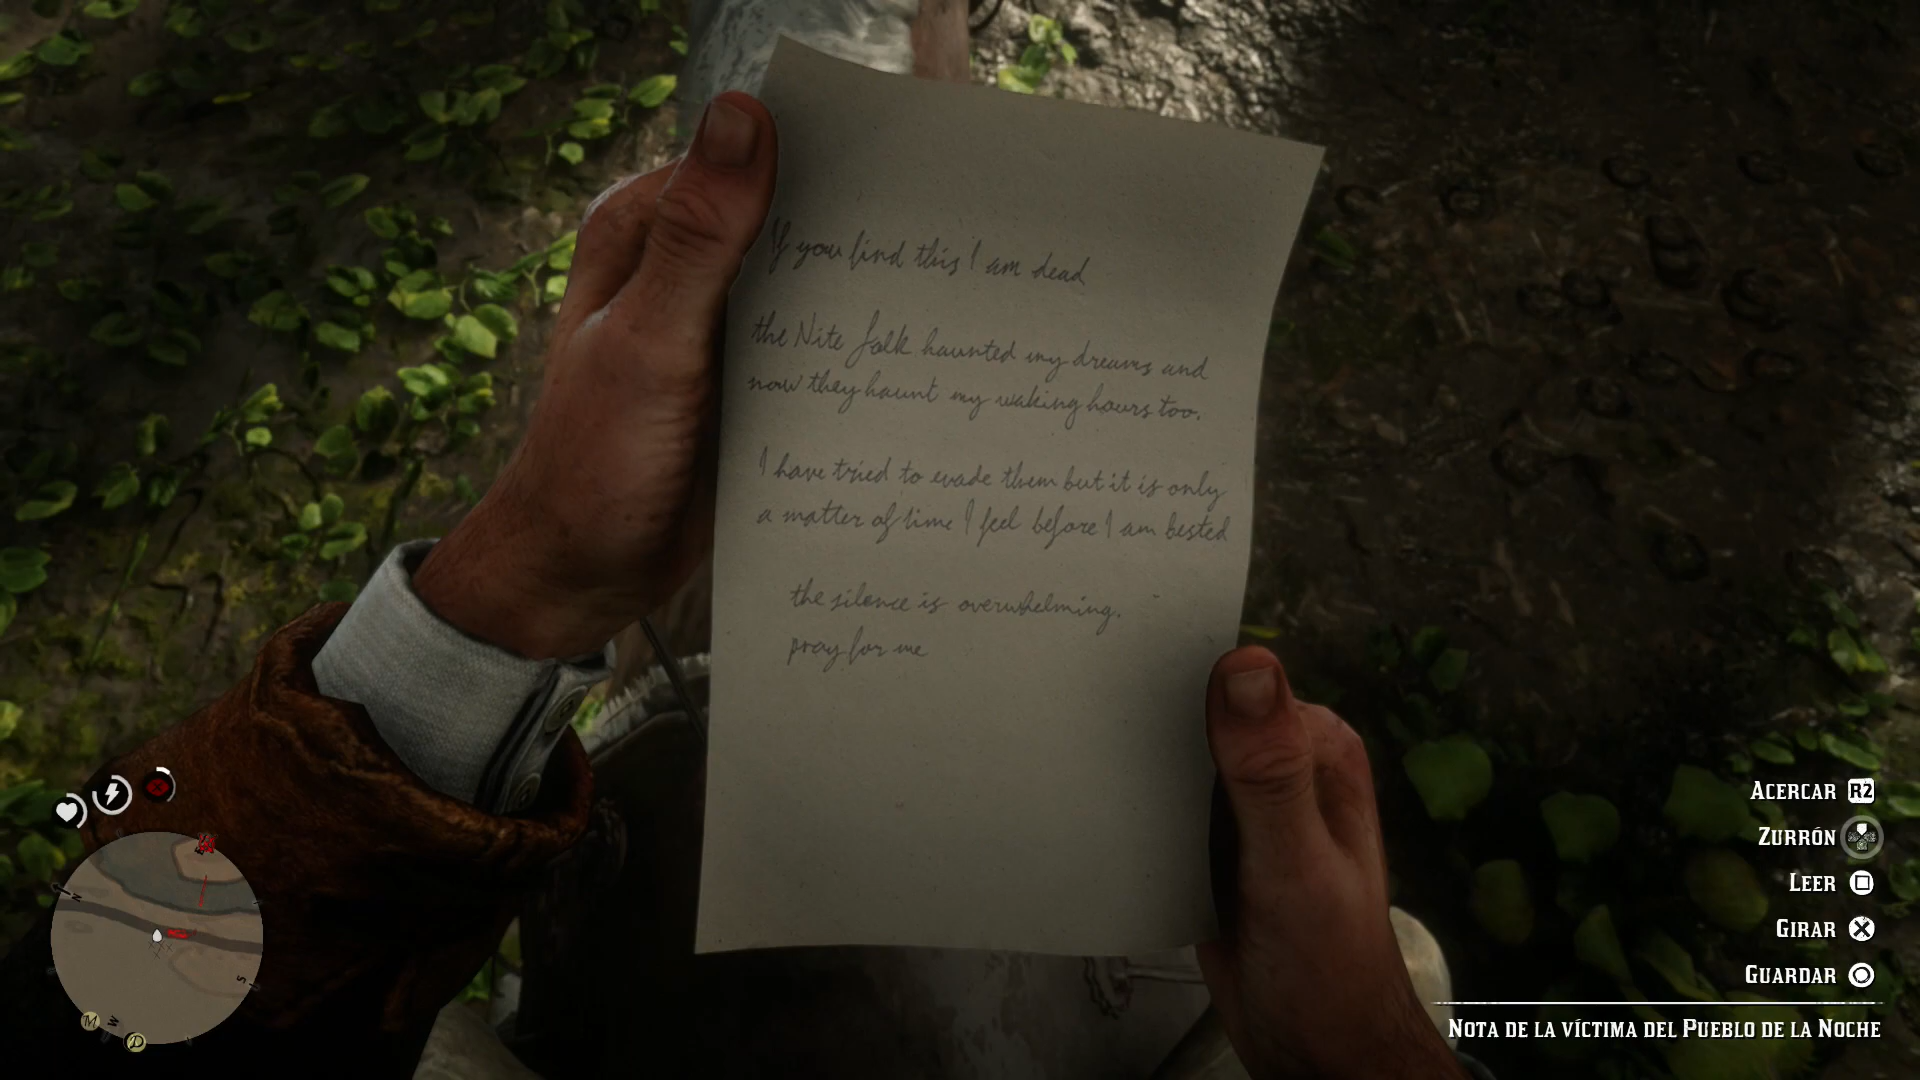 If you find this I am dead
the Nite folk haunted my dreams and
now they haunt my waking hours too.
I have tried to evade them but it is only
a matter of time I feel before I am bested
the silence is overwhelming.
pray for me
ACERCAR R2
ZURRÓN
LEER
GIRAR
GUARDAR
NOTA DE LA VÍCTIMA DEL PUEBLO DE LA NOCHE
N
S
W
M
D